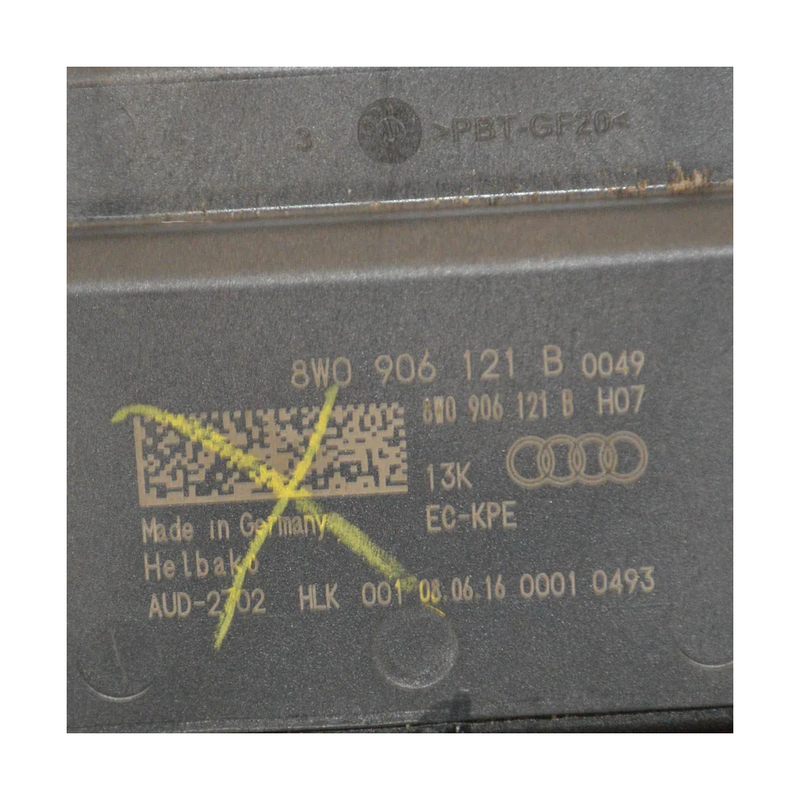 3 >PBT-GF20<
8W0 906 121 B 0049
8W0 906 121 B H07
13K
EC-KPE
Made in Germany
Helbako
AUD-2702 HLK 001 08.06.16 0001 0493